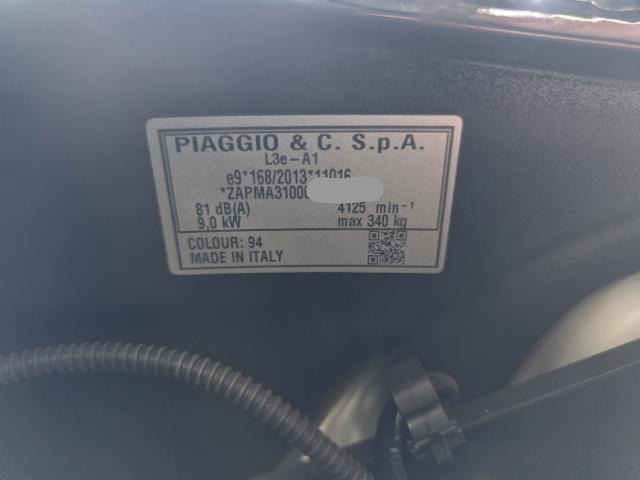 PIAGGIO & C. S.p.A.
L3e-A1
e9*168/2013*11016
*ZAPMA31000
81 dB(A) 4125 min-¹
9,0 kW max 340 kg
COLOUR: 94
MADE IN ITALY